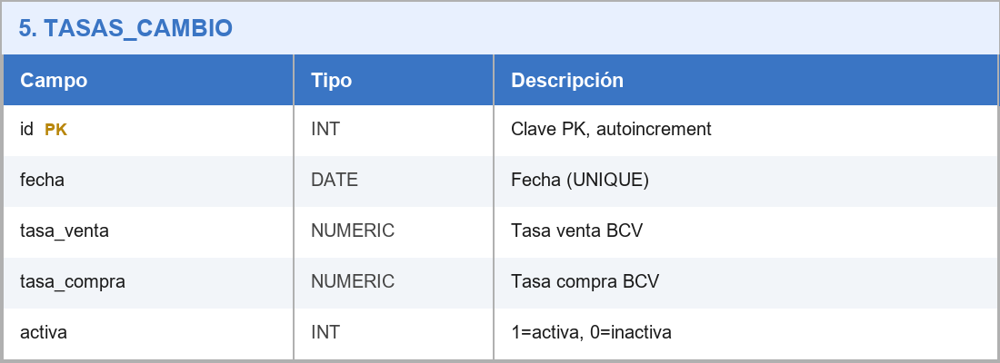 5. TASAS_CAMBIO
Campo Tipo Descripción
id PK INT Clave PK, autoincrement
fecha DATE Fecha (UNIQUE)
tasa_venta NUMERIC Tasa venta BCV
tasa_compra NUMERIC Tasa compra BCV
activa INT 1=activa, 0=inactiva